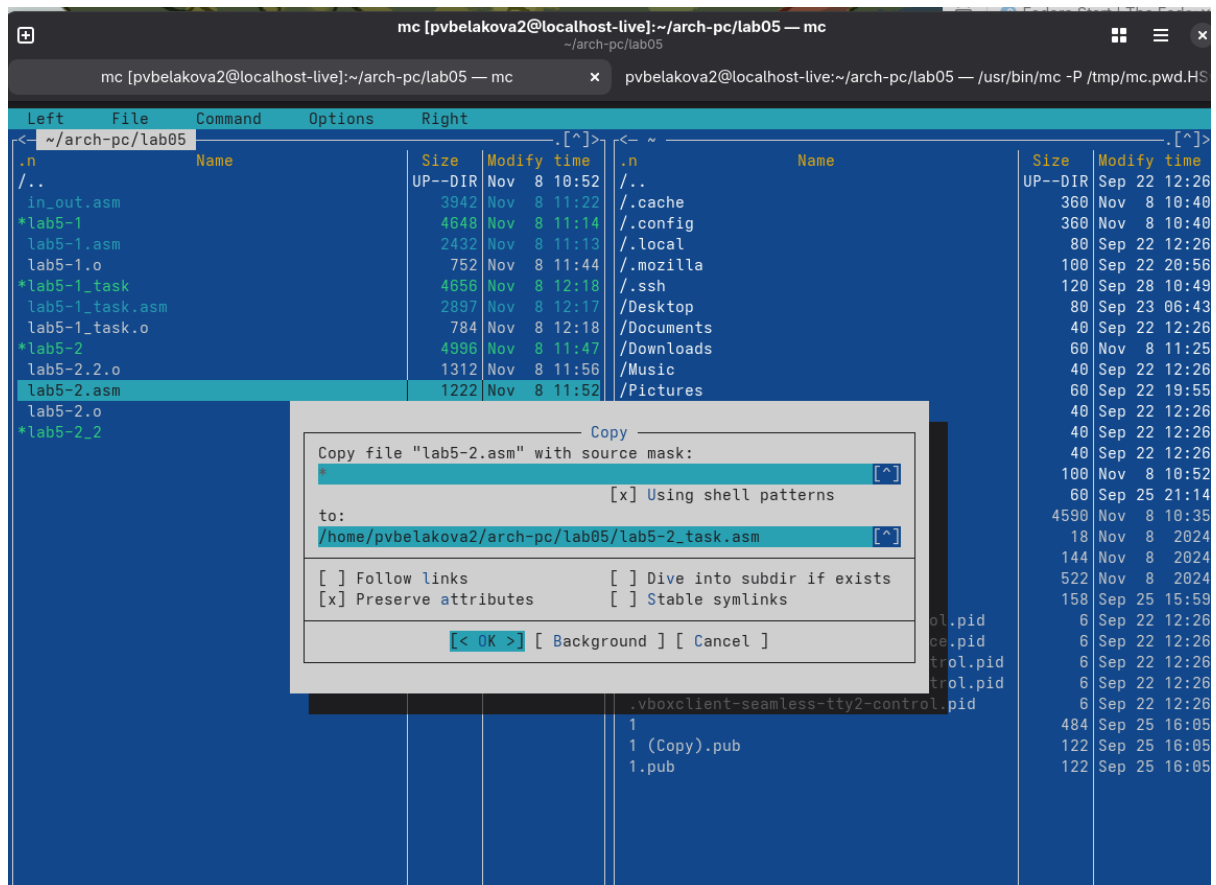 mc [pvbelakova2@localhost-live]:~/arch-pc/lab05 — mc
~/arch-pc/lab05
mc [pvbelakova2@localhost-live]:~/arch-pc/lab05 — mc × pvbelakova2@localhost-live:~/arch-pc/lab05 — /usr/bin/mc -P /tmp/mc.pwd.HS
Left File Command Options Right
<— ~/arch-pc/lab05 .[^]> <— ~ .[^]>
.n Name Size Modify time .n Name Size Modify time
/.. UP--DIR Nov 8 10:52 /.. UP--DIR Sep 22 12:26
in_out.asm 3942 Nov 8 11:22 /.cache 360 Nov 8 10:40
*lab5-1 4648 Nov 8 11:14 /.config 360 Nov 8 10:40
lab5-1.asm 2432 Nov 8 11:13 /.local 80 Sep 22 12:26
lab5-1.o 752 Nov 8 11:44 /.mozilla 100 Sep 22 20:56
*lab5-1_task 4656 Nov 8 12:18 /.ssh 120 Sep 28 10:49
lab5-1_task.asm 2897 Nov 8 12:17 /Desktop 80 Sep 23 06:43
lab5-1_task.o 784 Nov 8 12:18 /Documents 40 Sep 22 12:26
*lab5-2 4996 Nov 8 11:47 /Downloads 60 Nov 8 11:25
lab5-2.2.o 1312 Nov 8 11:56 /Music 40 Sep 22 12:26
lab5-2.asm 1222 Nov 8 11:52 /Pictures 60 Sep 22 19:55
lab5-2.o 40 Sep 22 12:26
*lab5-2_2 Copy 40 Sep 22 12:26
Copy file "lab5-2.asm" with source mask: 40 Sep 22 12:26
* [^] 100 Nov 8 10:52
[x] Using shell patterns 60 Sep 25 21:14
to: 4590 Nov 8 10:35
/home/pvbelakova2/arch-pc/lab05/lab5-2_task.asm [^] 18 Nov 8 2024
144 Nov 8 2024
[ ] Follow links [ ] Dive into subdir if exists 522 Nov 8 2024
[x] Preserve attributes [ ] Stable symlinks 158 Sep 25 15:59
ol.pid 6 Sep 22 12:26
[< OK >] [ Background ] [ Cancel ] ce.pid 6 Sep 22 12:26
trol.pid 6 Sep 22 12:26
trol.pid 6 Sep 22 12:26
.vboxclient-seamless-tty2-control.pid 6 Sep 22 12:26
1 484 Sep 25 16:05
1 (Copy).pub 122 Sep 25 16:05
1.pub 122 Sep 25 16:05